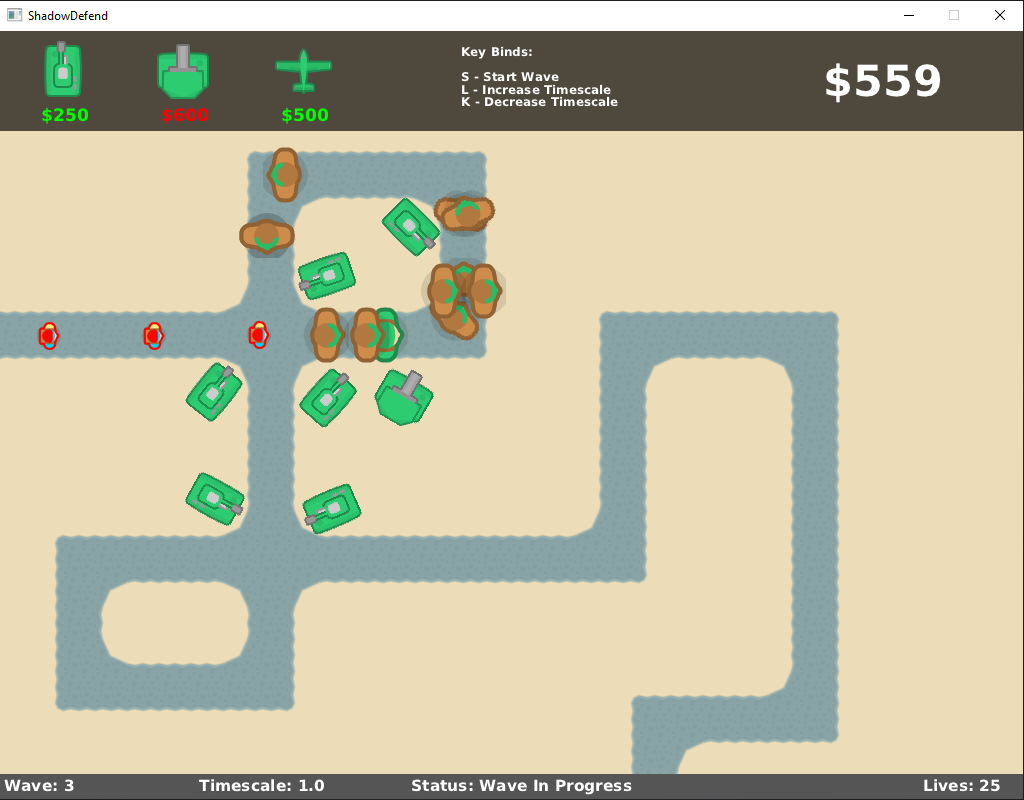 ShadowDefend
$250
$600
$500
Key Binds:
S - Start Wave
L - Increase Timescale
K - Decrease Timescale
$559
Wave: 3
Timescale: 1.0
Status: Wave In Progress
Lives: 25